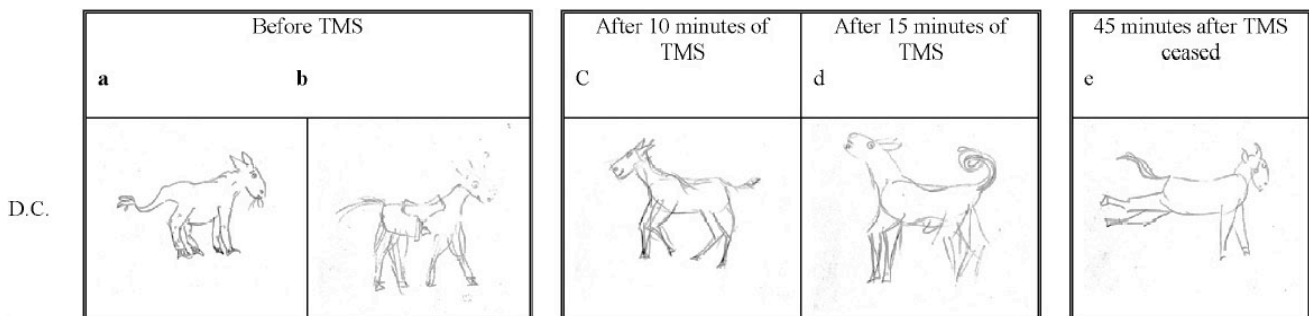 Before TMS
a b
After 10 minutes of
TMS
C
After 15 minutes of
TMS
d
45 minutes after TMS
ceased
e
D.C.